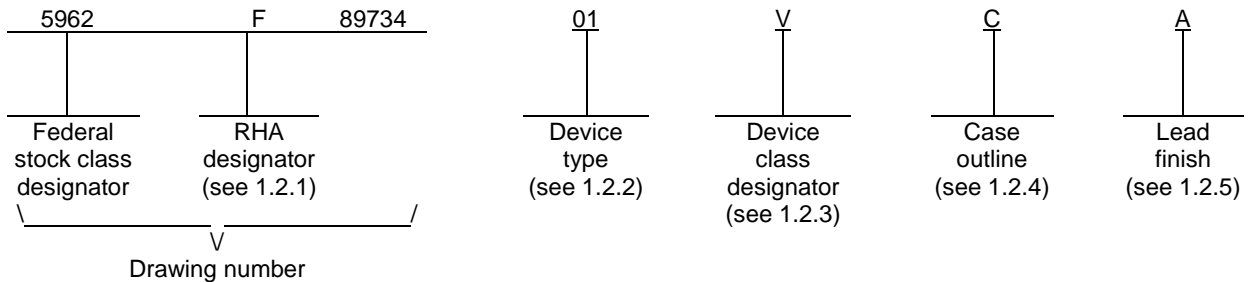 5962 F 89734 01 V C A
Federal RHA Device Device Case Lead
stock class designator type class outline finish
designator (see 1.2.1) (see 1.2.2) designator (see 1.2.4) (see 1.2.5)
(see 1.2.3)
\ /
\/
Drawing number